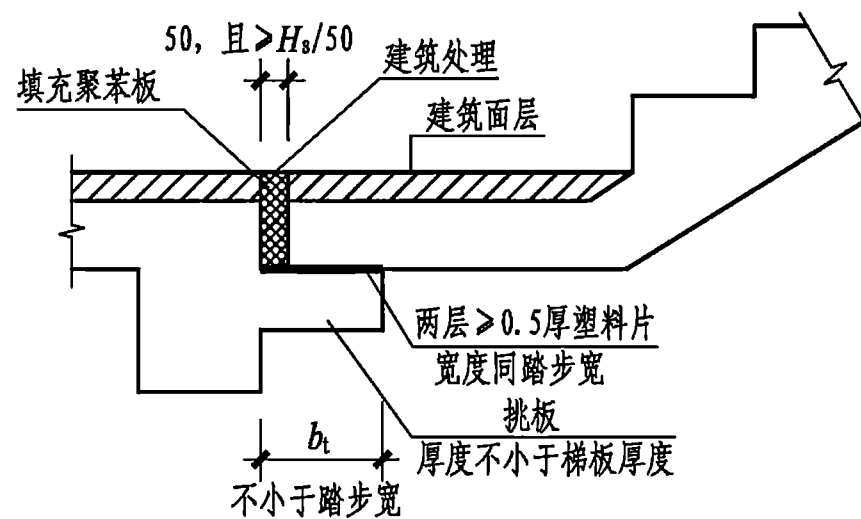 50，且≥Hs/50
建筑处理
填充聚苯板
建筑面层
两层≥0.5厚塑料片
宽度同踏步宽
挑板
厚度不小于梯板厚度
bt
不小于踏步宽